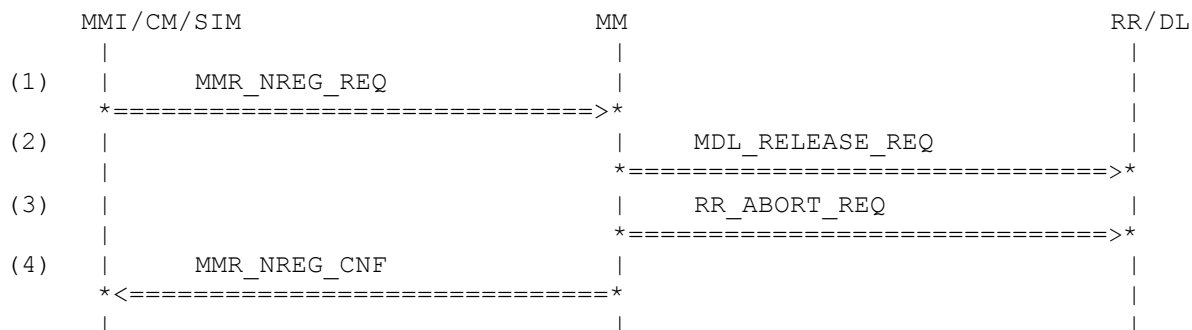 MMI/CM/SIM MM RR/DL
(1) MMR_NREG_REQ
(2) MDL_RELEASE_REQ
(3) RR_ABORT_REQ
(4) MMR_NREG_CNF